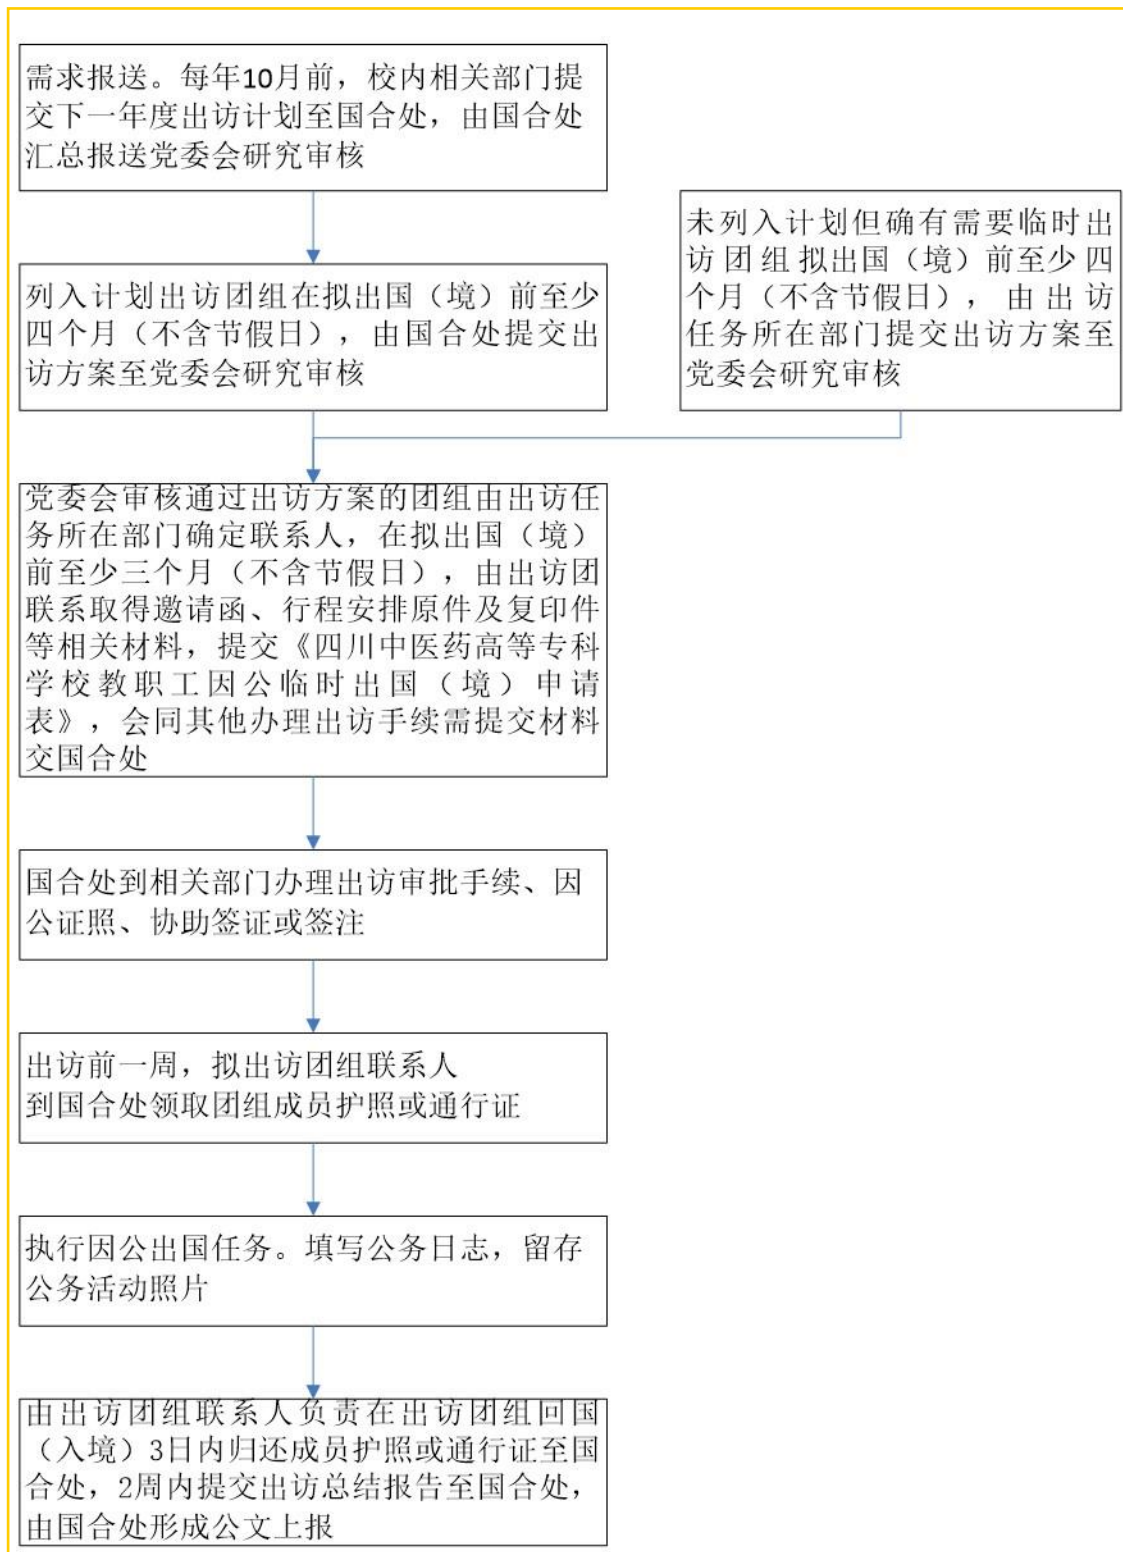 需求报送。每年10月前，校内相关部门提
交下一年度出访计划至国合处，由国合处
汇总报送党委会研究审核
未列入计划但确有需要临时出
访团组拟出国（境）前至少四
个月（不含节假日），由出访
任务所在部门提交出访方案至
党委会研究审核
列入计划出访团组在拟出国（境）前至少
四个月（不含节假日），由国合处提交出
访方案至党委会研究审核
党委会审核通过出访方案的团组由出访任
务所在部门确定联系人，在拟出国（境）
前至少三个月（不含节假日），由出访团
联系取得邀请函、行程安排原件及复印件
等相关材料，提交《四川中医药高等专科
学校教职工因公临时出国（境）申请
表》，会同其他办理出访手续需提交材料
交国合处
国合处到相关部门办理出访审批手续、因
公证照、协助签证或签注
出访前一周，拟出访团组联系人
到国合处领取团组成员护照或通行证
执行因公出国任务。填写公务日志，留存
公务活动照片
由出访团组联系人负责在出访团组回国
（入境）3日内归还成员护照或通行证至国
合处，2周内提交出访总结报告至国合处，
由国合处形成公文上报